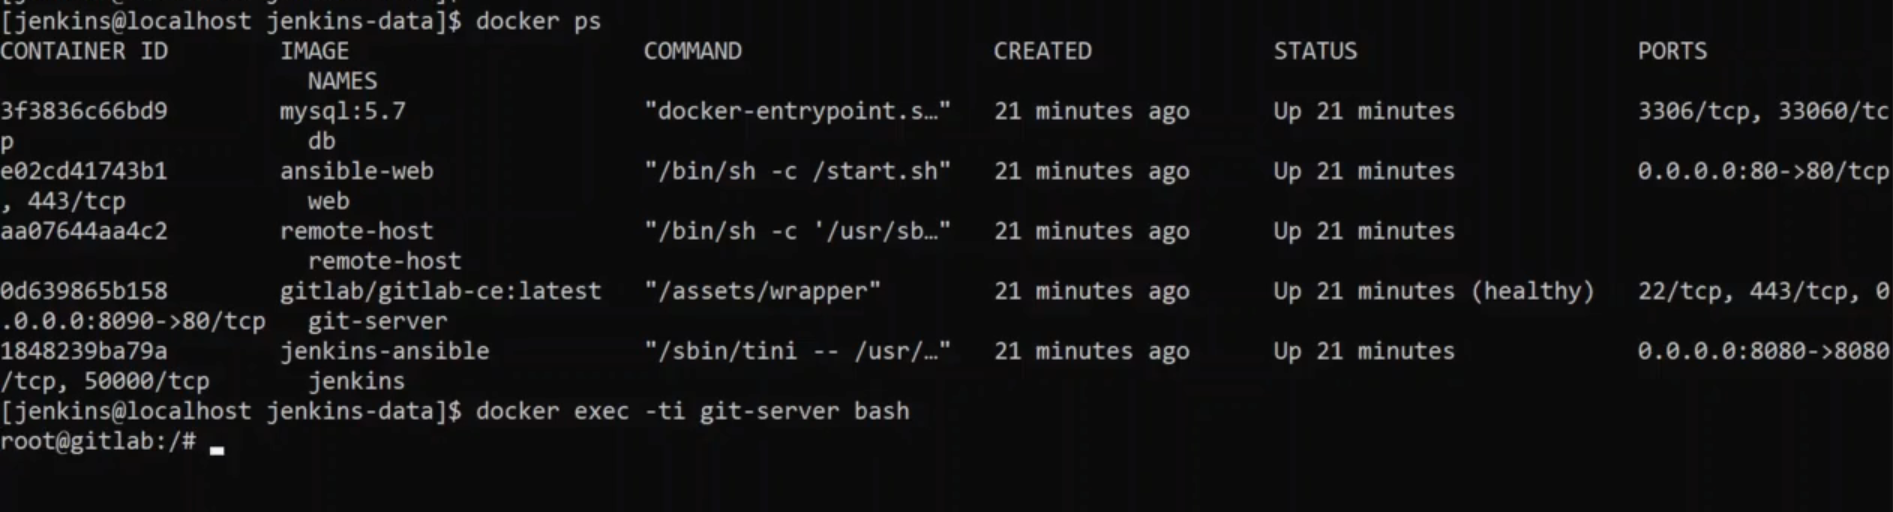 [jenkins@localhost jenkins-data]$ docker ps
CONTAINER ID        IMAGE                     COMMAND                  CREATED             STATUS                    PORTS
                      NAMES
3f3836c66bd9        mysql:5.7                 "docker-entrypoint.s…"   21 minutes ago      Up 21 minutes             3306/tcp, 33060/tc
p                     db
e02cd41743b1        ansible-web               "/bin/sh -c /start.sh"   21 minutes ago      Up 21 minutes             0.0.0.0:80->80/tcp
, 443/tcp             web
aa07644aa4c2        remote-host               "/bin/sh -c '/usr/sb…"   21 minutes ago      Up 21 minutes
                      remote-host
0d639865b158        gitlab/gitlab-ce:latest   "/assets/wrapper"        21 minutes ago      Up 21 minutes (healthy)   22/tcp, 443/tcp, 0
.0.0.0:8090->80/tcp   git-server
1848239ba79a        jenkins-ansible           "/sbin/tini -- /usr/…"   21 minutes ago      Up 21 minutes             0.0.0.0:8080->8080
/tcp, 50000/tcp       jenkins
[jenkins@localhost jenkins-data]$ docker exec -ti git-server bash
root@gitlab:/#